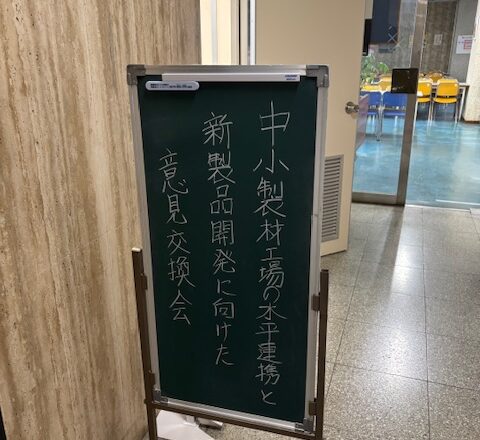 中小製材工場の水平連携と
新製品開発に向けた
意見交換会